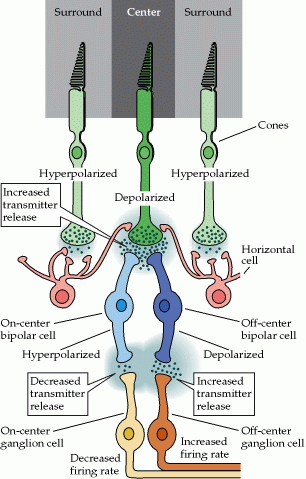 Surround Center Surround
Cones
Hyperpolarized Hyperpolarized
Depolarized
Increased
transmitter
release
Horizontal
cell
On-center
bipolar cell
Off-center
bipolar cell
Hyperpolarized Depolarized
Decreased
transmitter
release
Increased
transmitter
release
On-center
ganglion cell
Off-center
ganglion cell
Increased
firing rate
Decreased
firing rate